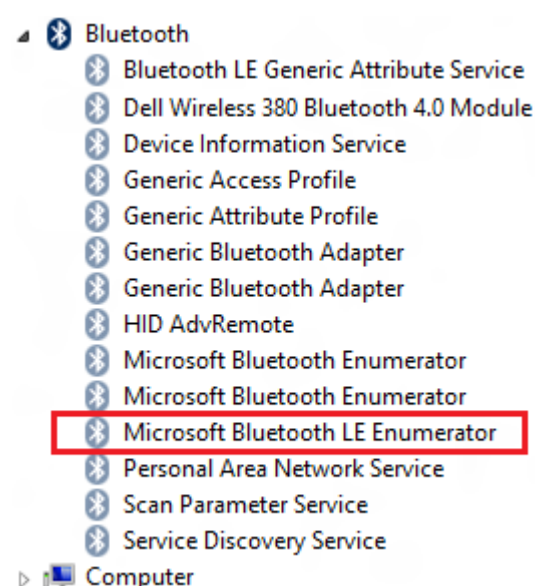 Bluetooth
Bluetooth LE Generic Attribute Service
Dell Wireless 380 Bluetooth 4.0 Module
Device Information Service
Generic Access Profile
Generic Attribute Profile
Generic Bluetooth Adapter
Generic Bluetooth Adapter
HID AdvRemote
Microsoft Bluetooth Enumerator
Microsoft Bluetooth Enumerator
Microsoft Bluetooth LE Enumerator
Personal Area Network Service
Scan Parameter Service
Service Discovery Service
Computer